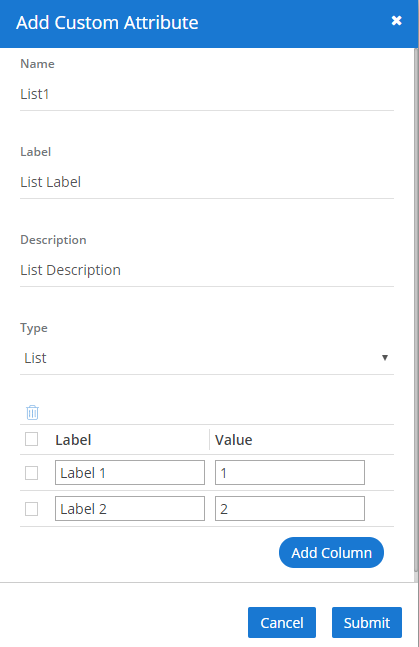 Add Custom Attribute
Name
List1
Label
List Label
Description
List Description
Type
List
Label Value
Label 1 1
Label 2 2
Add Column
Cancel Submit